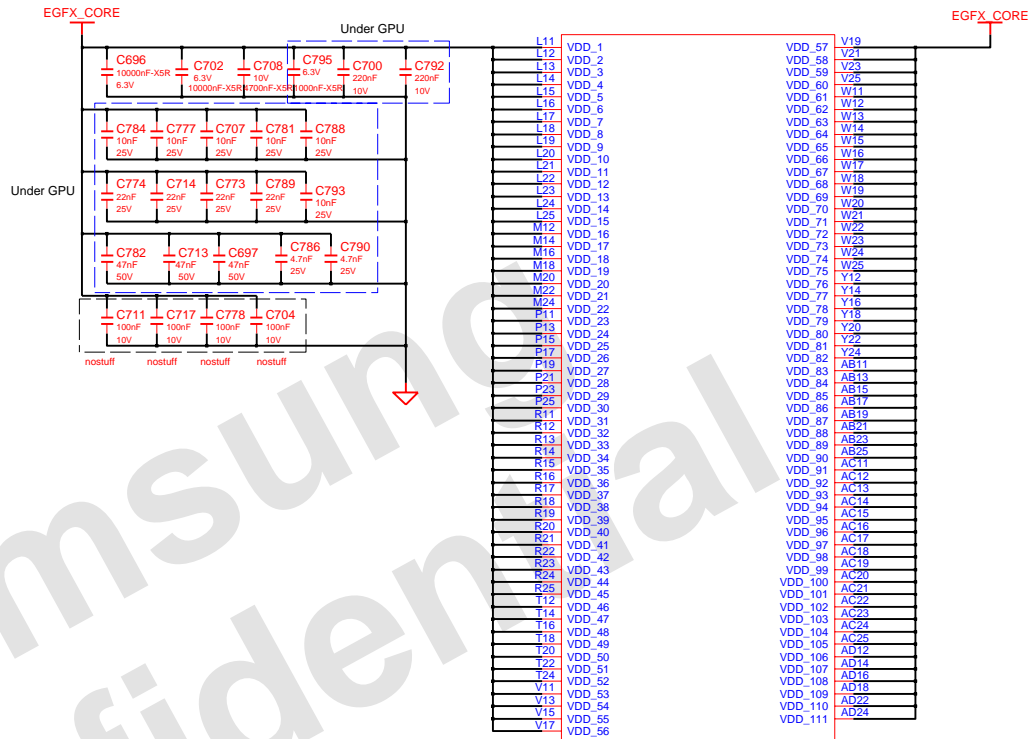 EGFX_CORE
EGFX_CORE
Under GPU
C696
10000nF-X5R
6.3V
C702
6.3V
10000nF-X5R
C708
10V
4700nF-X5R
C795
6.3V
1000nF-X5R
C700
220nF
10V
C792
220nF
10V
C784
10nF
25V
C777
10nF
25V
C707
10nF
25V
C781
10nF
25V
C788
10nF
25V
Under GPU
C774
22nF
25V
C714
22nF
25V
C773
22nF
25V
C789
22nF
25V
C793
10nF
25V
C782
47nF
50V
C713
47nF
50V
C697
47nF
50V
C786
4.7nF
25V
C790
4.7nF
25V
C711
100nF
10V
C717
100nF
10V
C778
100nF
10V
C704
100nF
10V
nostuff nostuff nostuff nostuff
L11 VDD_1
L12 VDD_2
L13 VDD_3
L14 VDD_4
L15 VDD_5
L16 VDD_6
L17 VDD_7
L18 VDD_8
L19 VDD_9
L20 VDD_10
L21 VDD_11
L22 VDD_12
L23 VDD_13
L24 VDD_14
L25 VDD_15
M12 VDD_16
M14 VDD_17
M16 VDD_18
M18 VDD_19
M20 VDD_20
M22 VDD_21
M24 VDD_22
P11 VDD_23
P13 VDD_24
P15 VDD_25
P17 VDD_26
P19 VDD_27
P21 VDD_28
P23 VDD_29
P25 VDD_30
R11 VDD_31
R12 VDD_32
R13 VDD_33
R14 VDD_34
R15 VDD_35
R16 VDD_36
R17 VDD_37
R18 VDD_38
R19 VDD_39
R20 VDD_40
R21 VDD_41
R22 VDD_42
R23 VDD_43
R24 VDD_44
R25 VDD_45
T12 VDD_46
T14 VDD_47
T16 VDD_48
T18 VDD_49
T20 VDD_50
T22 VDD_51
T24 VDD_52
V11 VDD_53
V13 VDD_54
V15 VDD_55
V17 VDD_56
VDD_57 V19
VDD_58 V21
VDD_59 V23
VDD_60 V25
VDD_61 W11
VDD_62 W12
VDD_63 W13
VDD_64 W14
VDD_65 W15
VDD_66 W16
VDD_67 W17
VDD_68 W18
VDD_69 W19
VDD_70 W20
VDD_71 W21
VDD_72 W22
VDD_73 W23
VDD_74 W24
VDD_75 W25
VDD_76 Y12
VDD_77 Y14
VDD_78 Y16
VDD_79 Y18
VDD_80 Y20
VDD_81 Y22
VDD_82 Y24
VDD_83 AB11
VDD_84 AB13
VDD_85 AB15
VDD_86 AB17
VDD_87 AB19
VDD_88 AB21
VDD_89 AB23
VDD_90 AB25
VDD_91 AC11
VDD_92 AC12
VDD_93 AC13
VDD_94 AC14
VDD_95 AC15
VDD_96 AC16
VDD_97 AC17
VDD_98 AC18
VDD_99 AC19
VDD_100 AC20
VDD_101 AC21
VDD_102 AC22
VDD_103 AC23
VDD_104 AC24
VDD_105 AC25
VDD_106 AD12
VDD_107 AD14
VDD_108 AD16
VDD_109 AD18
VDD_110 AD22
VDD_111 AD24
msung
fidential